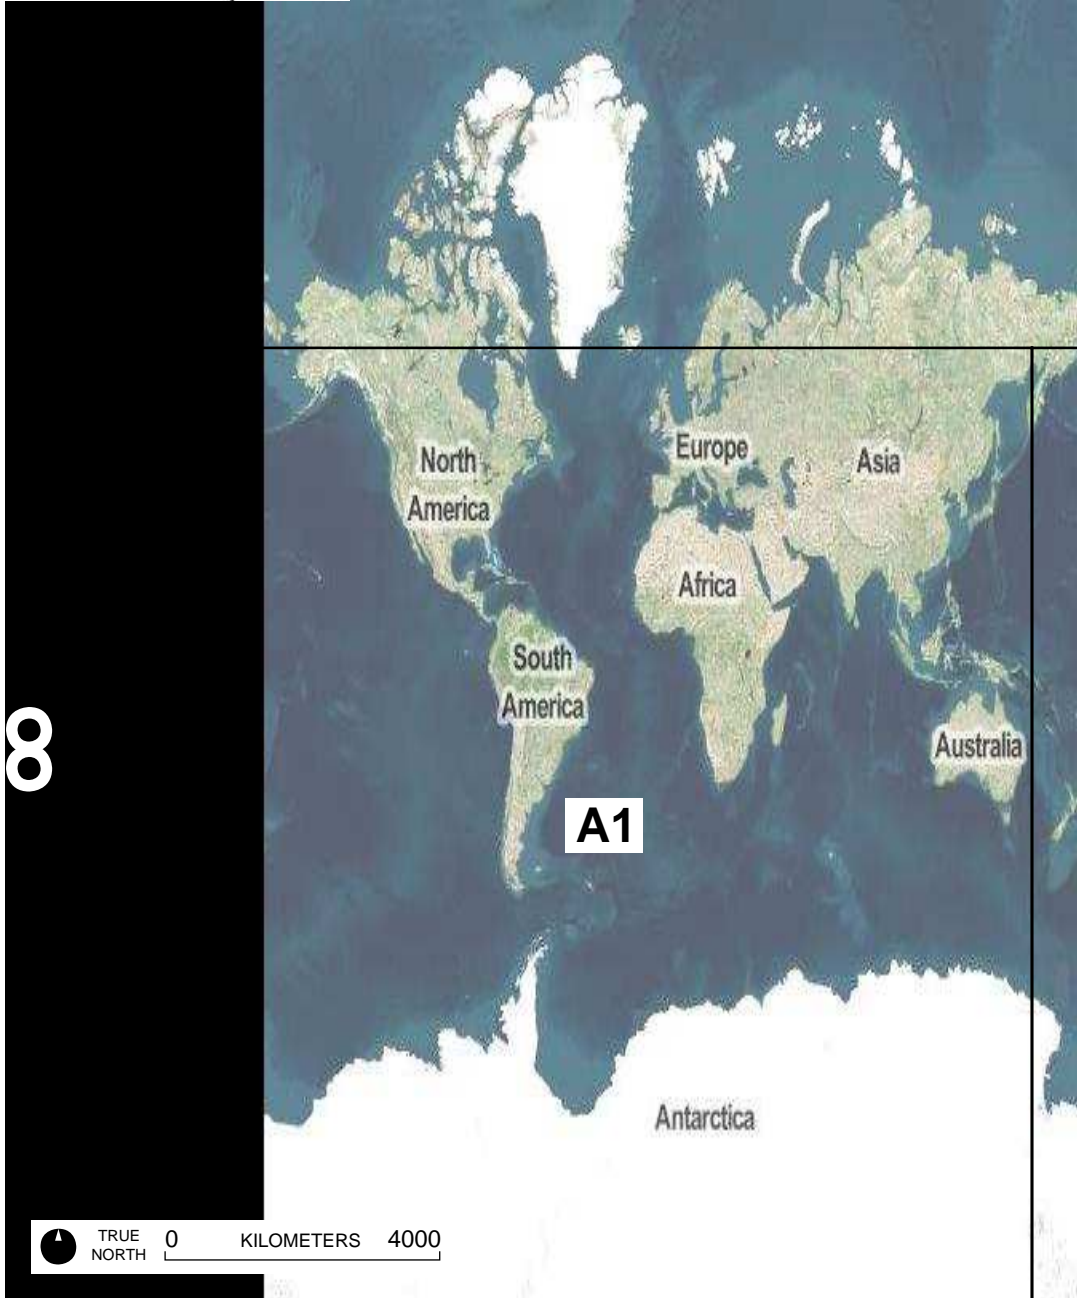 North
America
Europe
Asia
Africa
South
America
8
Australia
A1
Antarctica
TRUE
NORTH
0 KILOMETERS 4000